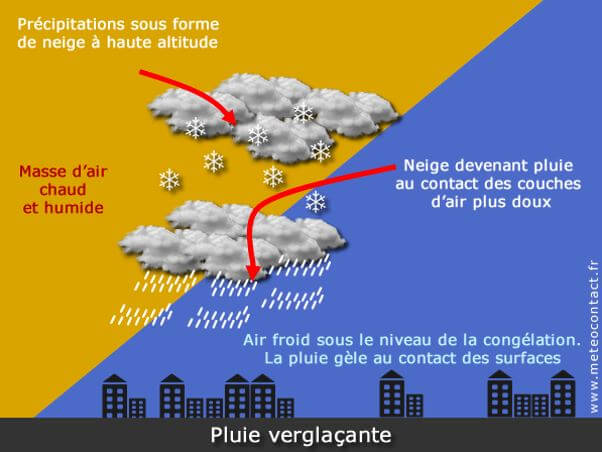 Précipitations sous forme
de neige à haute altitude
Masse d'air
chaud
et humide
Neige devenant pluie
au contact des couches
d'air plus doux
Air froid sous le niveau de la congélation.
La pluie gèle au contact des surfaces
www.meteocontact.fr
Pluie verglaçante